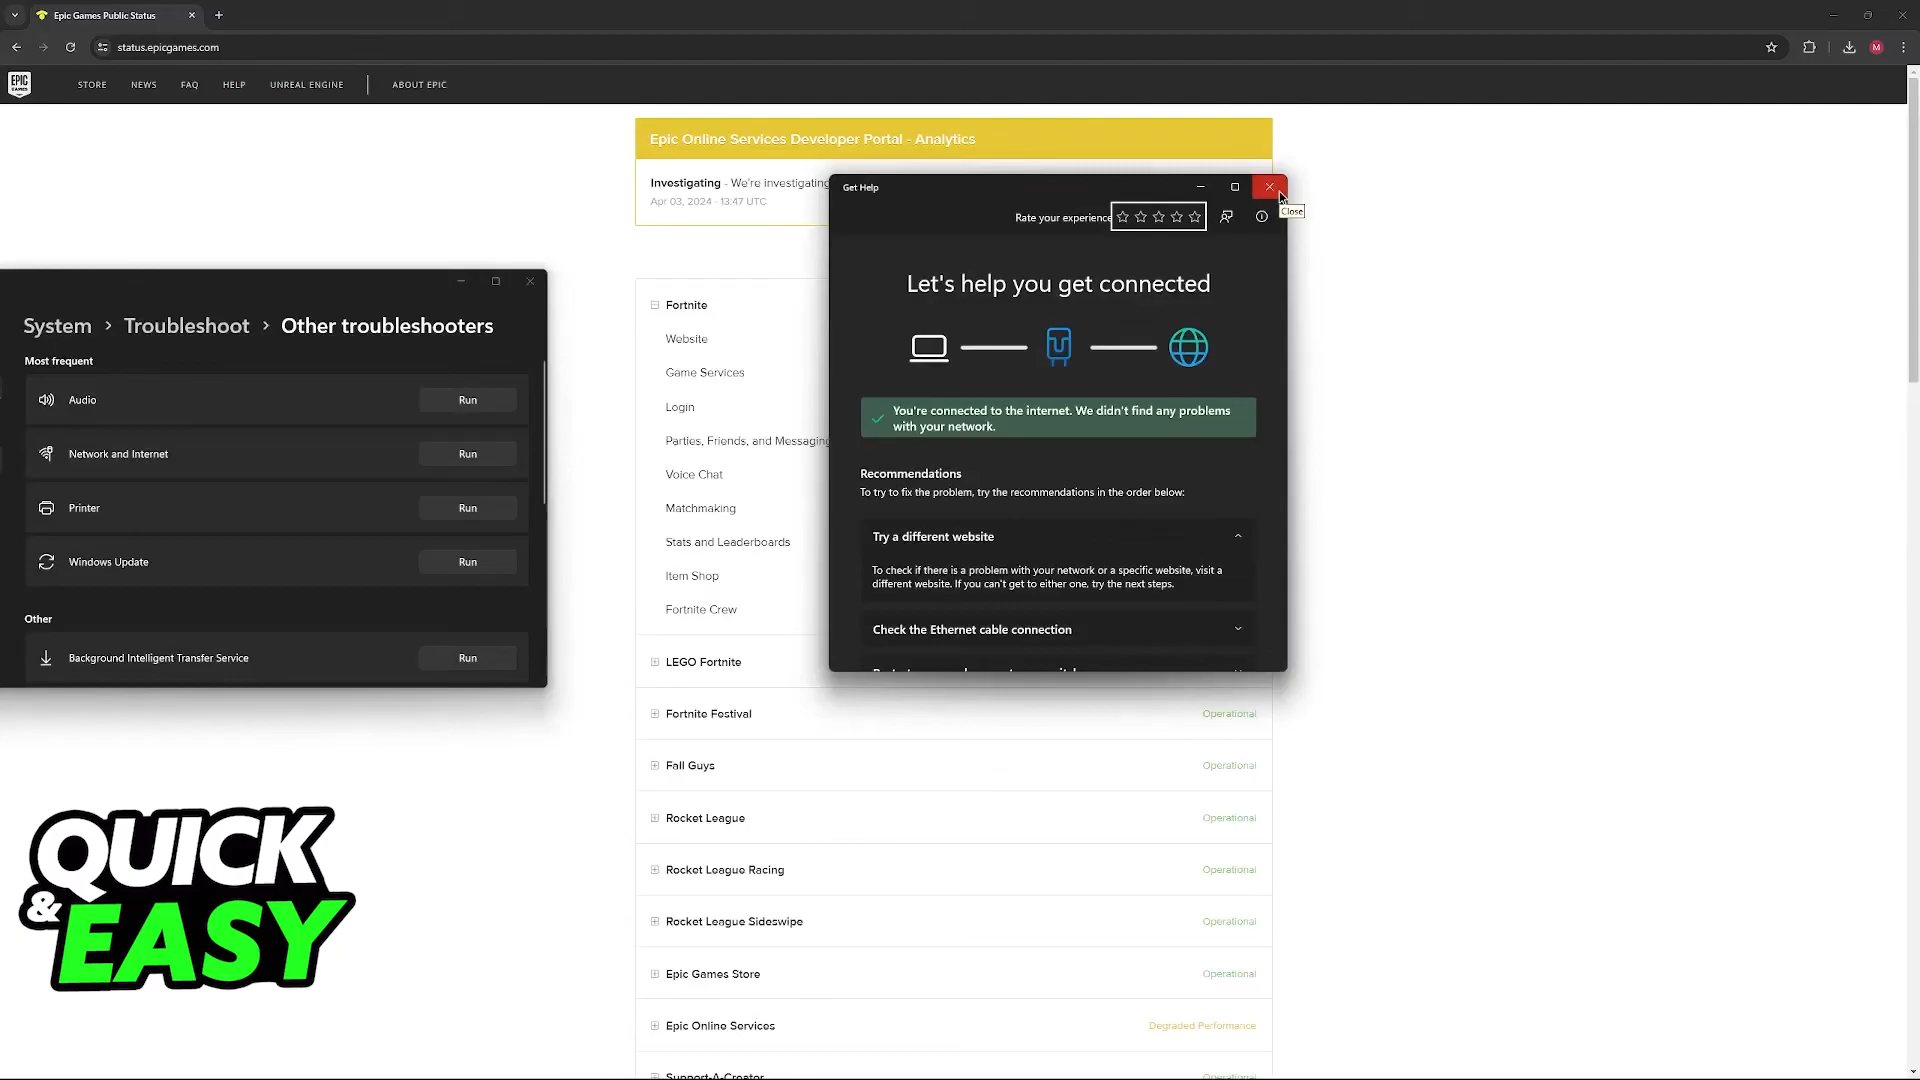 Epic Games Public Status
status.epicgames.com
M
EPIC GAMES
STORE NEWS FAQ HELP UNREAL ENGINE ABOUT EPIC
Epic Online Services Developer Portal - Analytics
Investigating - We're investigating
Apr 03, 2024 - 13:47 UTC
Get Help
Close
Rate your experience
Let's help you get connected
You're connected to the internet. We didn't find any problems
with your network.
Recommendations
To try to fix the problem, try the recommendations in the order below:
Try a different website
To check if there is a problem with your network or a specific website, visit a
different website. If you can't get to either one, try the next steps.
Check the Ethernet cable connection
System > Troubleshoot > Other troubleshooters
Most frequent
Audio Run
Network and Internet Run
Printer Run
Windows Update Run
Other
Background Intelligent Transfer Service Run
Fortnite
Website
Game Services
Login
Parties, Friends, and Messaging
Voice Chat
Matchmaking
Stats and Leaderboards
Item Shop
Fortnite Crew
LEGO Fortnite
Fortnite Festival Operational
Fall Guys Operational
Rocket League Operational
Rocket League Racing Operational
Rocket League Sideswipe Operational
Epic Games Store Operational
Epic Online Services Degraded Performance
Support-A-Creator Operational
QUICK
& EASY